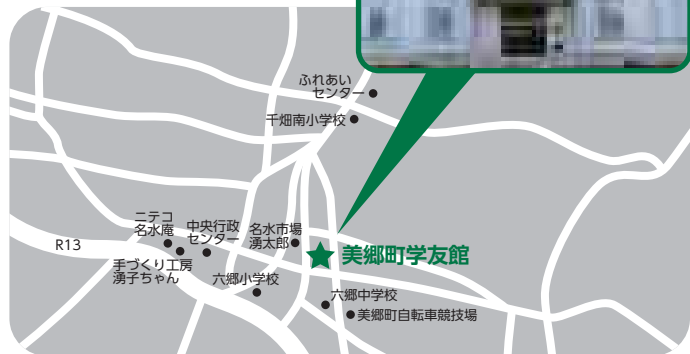 ふれあい
センター
千畑南小学校
ニテコ
名水庵
中央行政
センター
名水市場
湧太郎
R13
美郷町学友館
手づくり工房
湧子ちゃん
六郷小学校
六郷中学校
美郷町自転車競技場